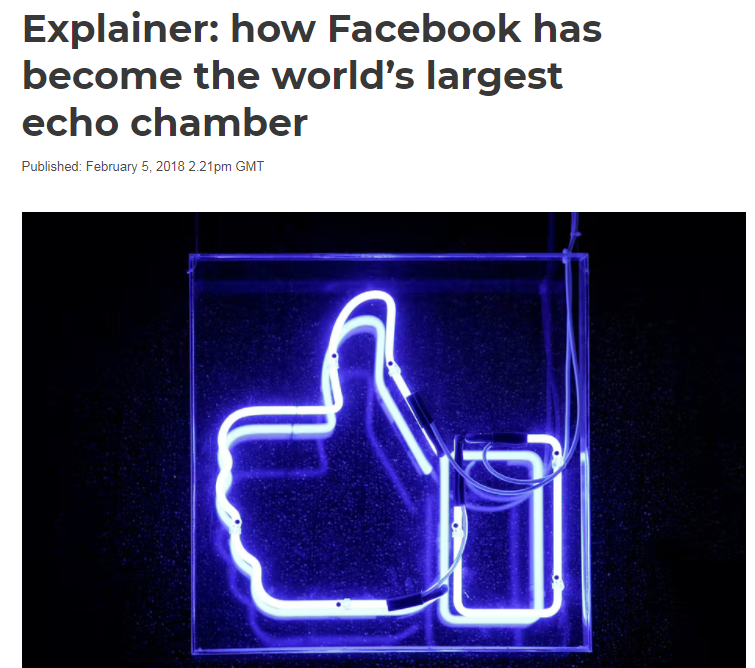 Explainer: how Facebook has
become the world’s largest
echo chamber
Published: February 5, 2018 2.21pm GMT